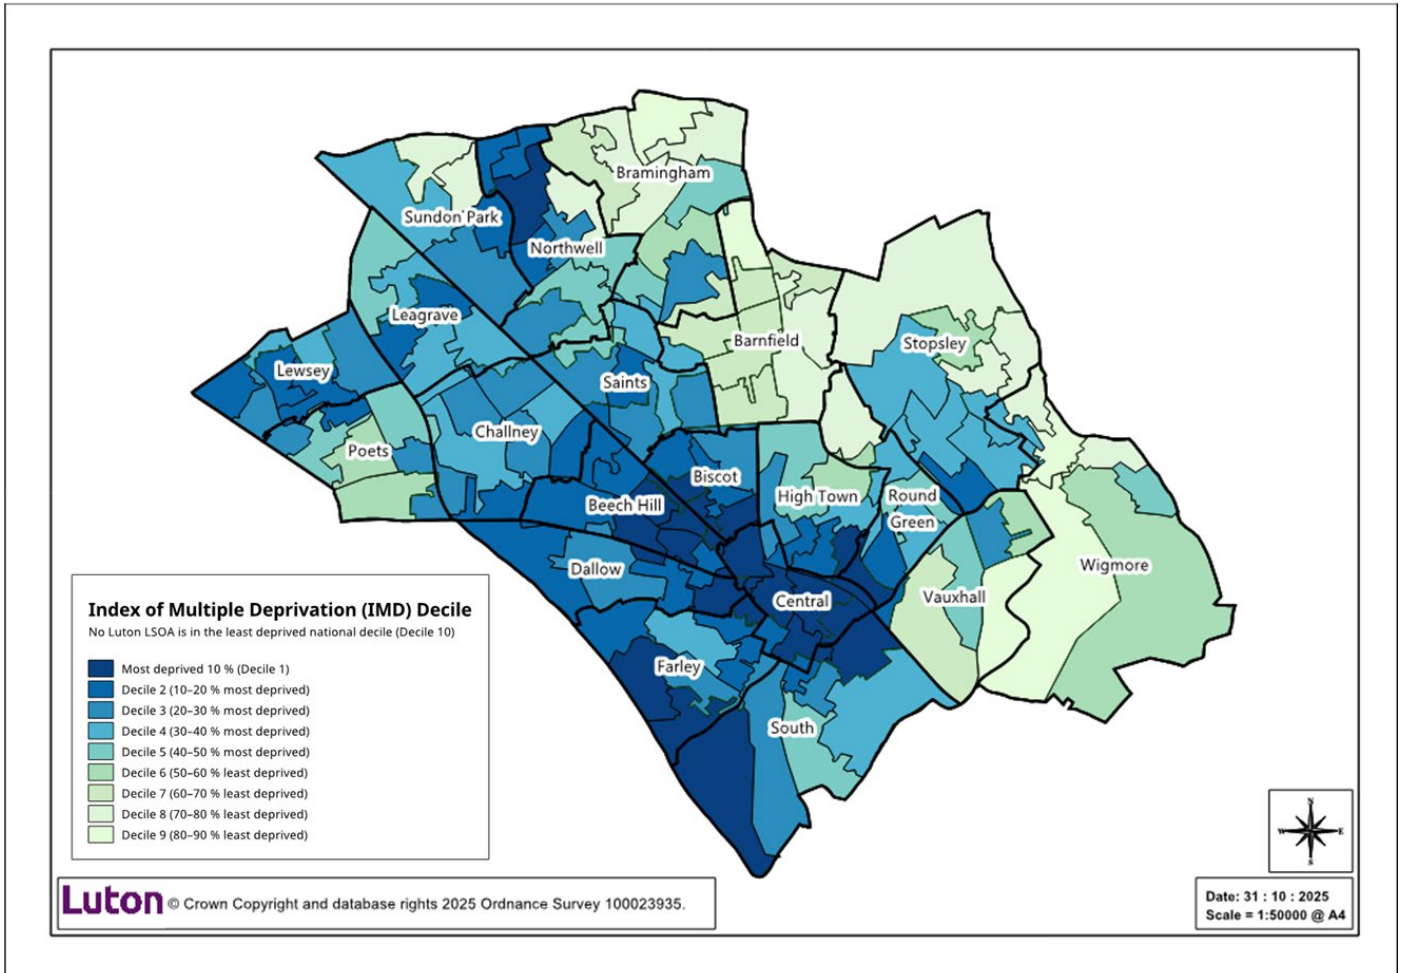 Bramingham
Sundon Park
Northwell
Leagrave
Barnfield
Stopsley
Lewsey
Saints
Challney
Poets
Biscot
High Town
Round
Green
Beech Hill
Dallow
Wigmore
Central
Vauxhall
Farley
South
Index of Multiple Deprivation (IMD) Decile
No Luton LSOA is in the least deprived national decile (Decile 10)
Most deprived 10 % (Decile 1)
Decile 2 (10–20 % most deprived)
Decile 3 (20–30 % most deprived)
Decile 4 (30–40 % most deprived)
Decile 5 (40–50 % most deprived)
Decile 6 (50–60 % least deprived)
Decile 7 (60–70 % least deprived)
Decile 8 (70–80 % least deprived)
Decile 9 (80–90 % least deprived)
N
W E
S
Luton © Crown Copyright and database rights 2025 Ordnance Survey 100023935.
Date: 31 : 10 : 2025
Scale = 1:50000 @ A4